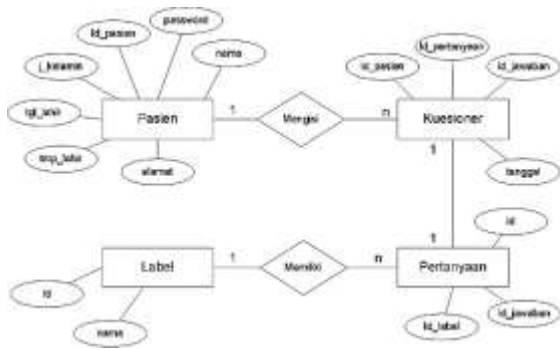 password
Id_pasien
nama
j_kelamin
tgl_lahir
tmp_lahir
alamat
Pasien
1
Mengisi
n
Kuesioner
Id_pertanyaan
id_pasien
id_jawaban
tanggal
1
1
Label
1
Memiliki
n
Pertanyaan
id
id
nama
Id_label
id_jawaban